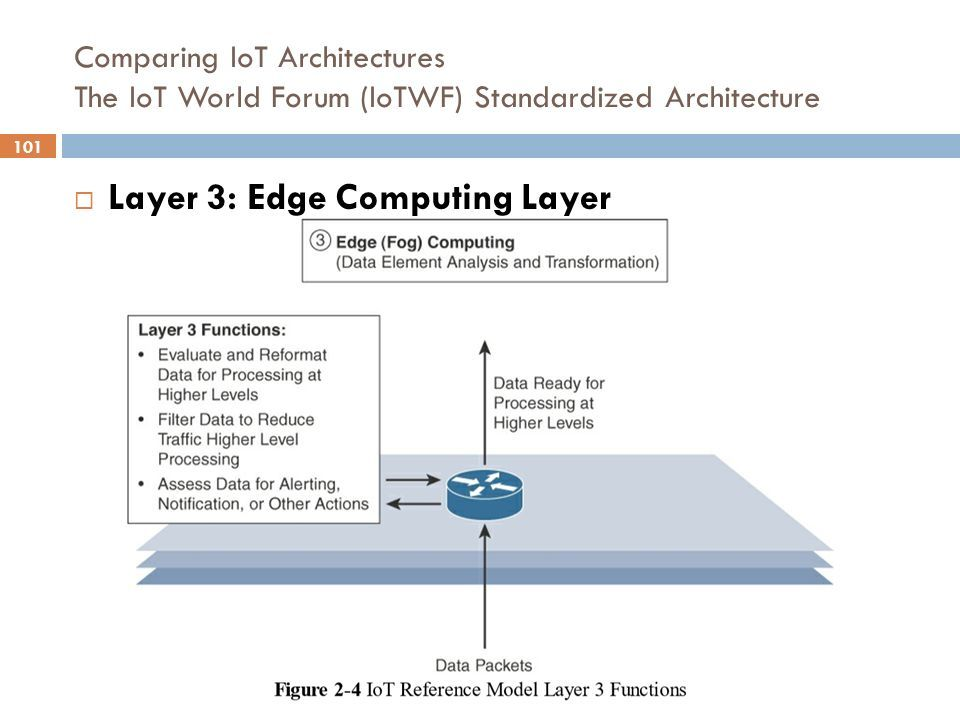 Comparing IoT Architectures
The IoT World Forum (IoTWF) Standardized Architecture
101
Layer 3: Edge Computing Layer
③ Edge (Fog) Computing
(Data Element Analysis and Transformation)
Layer 3 Functions:
• Evaluate and Reformat
Data for Processing at
Higher Levels
• Filter Data to Reduce
Traffic Higher Level
Processing
• Assess Data for Alerting,
Notification, or Other Actions
Data Ready for
Processing at
Higher Levels
Data Packets
Figure 2-4 IoT Reference Model Layer 3 Functions